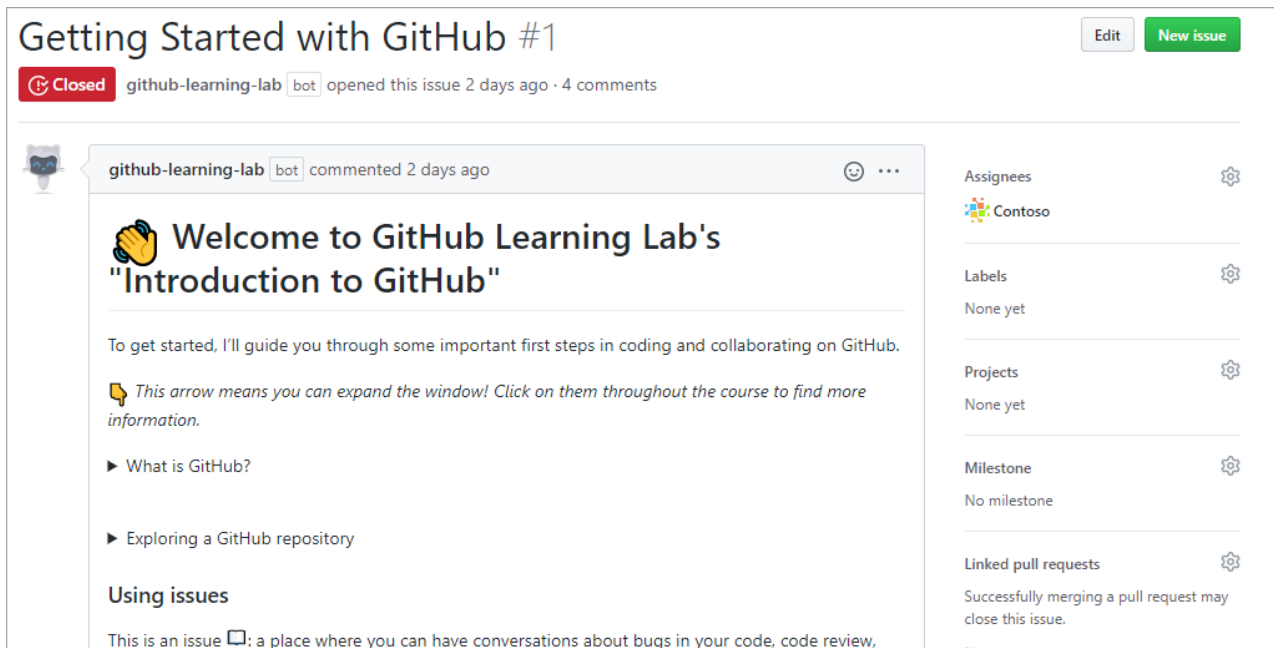 Getting Started with GitHub #1
Edit
New issue
Closed
github-learning-lab bot opened this issue 2 days ago · 4 comments
github-learning-lab bot commented 2 days ago
Welcome to GitHub Learning Lab's
"Introduction to GitHub"
To get started, I'll guide you through some important first steps in coding and collaborating on GitHub.
This arrow means you can expand the window! Click on them throughout the course to find more
information.
What is GitHub?
Exploring a GitHub repository
Using issues
This is an issue : a place where you can have conversations about bugs in your code, code review,
Assignees
Contoso
Labels
None yet
Projects
None yet
Milestone
No milestone
Linked pull requests
Successfully merging a pull request may
close this issue.